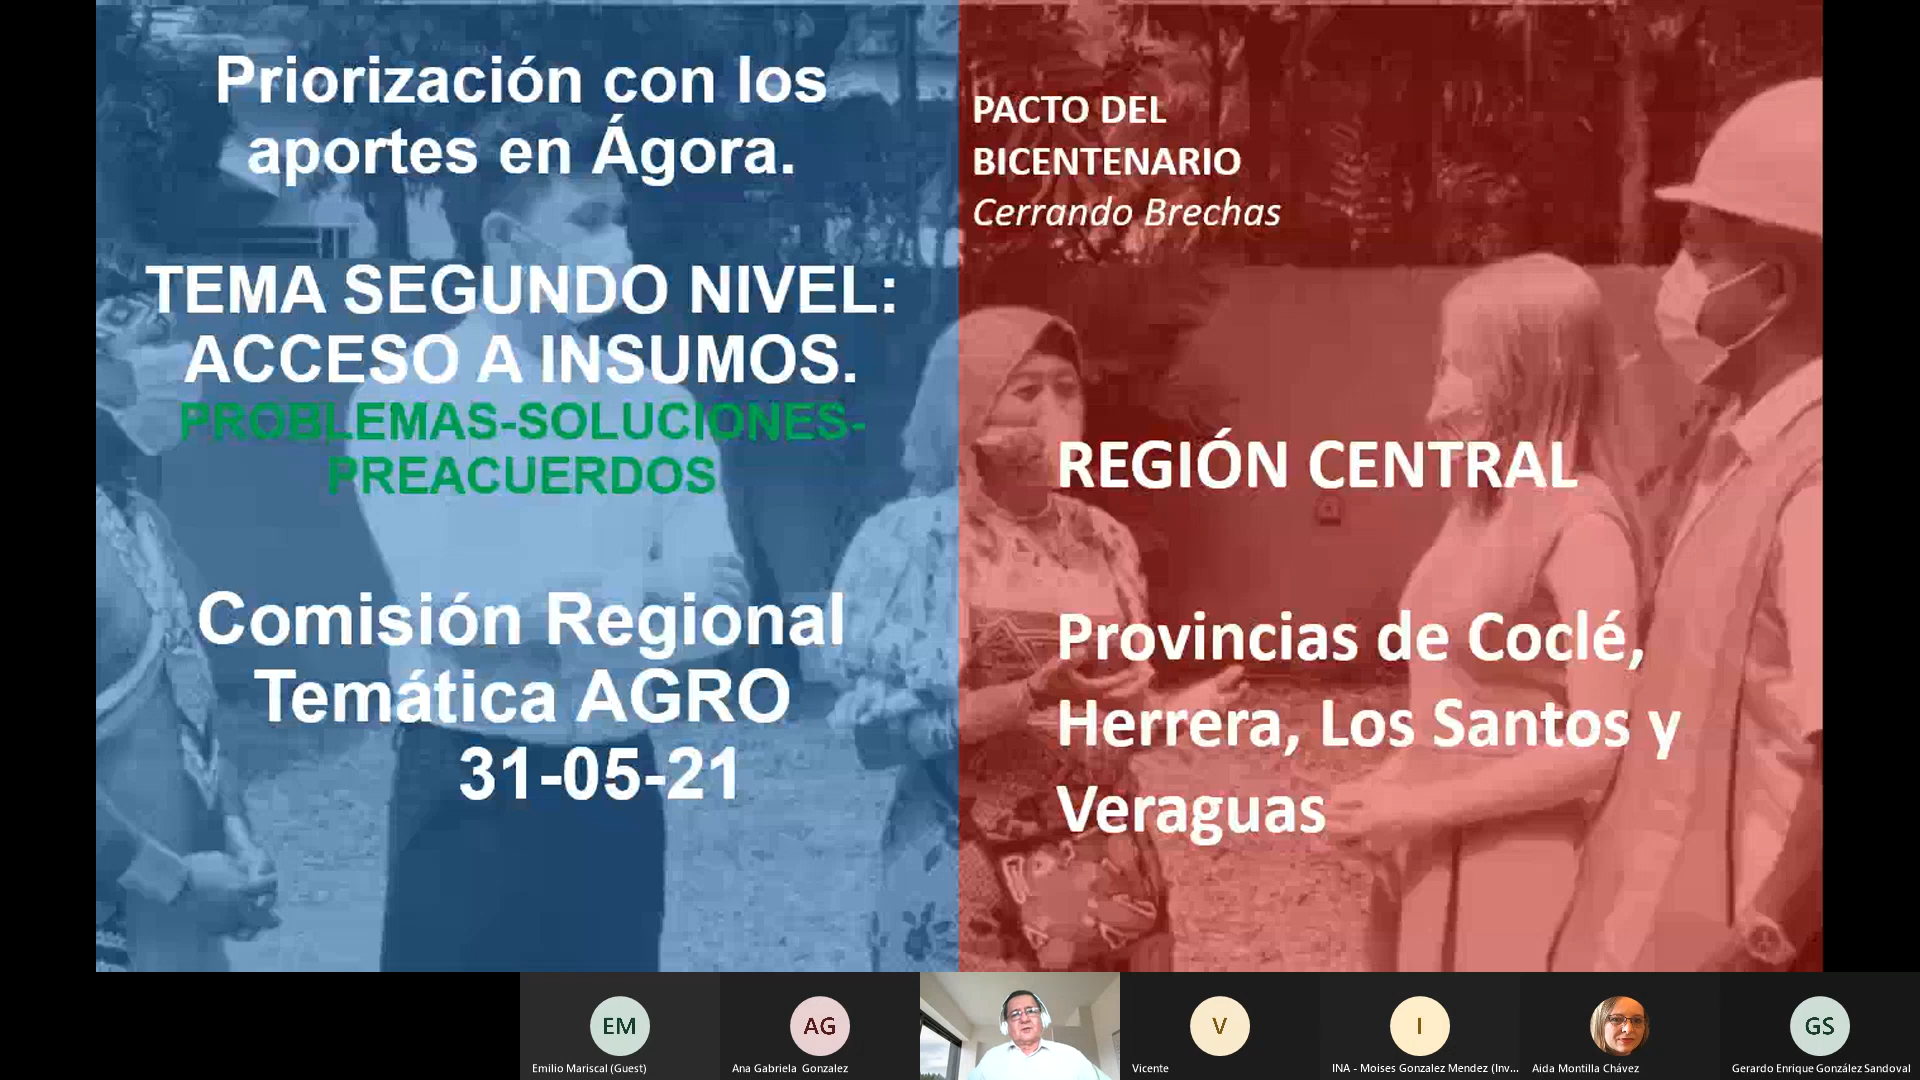 Priorización con los
aportes en Ágora.
TEMA SEGUNDO NIVEL:
ACCESO A INSUMOS.
PROBLEMAS-SOLUCIONES-
PREACUERDOS
Comisión Regional
Temática AGRO
31-05-21
PACTO DEL
BICENTENARIO
Cerrando Brechas
REGIÓN CENTRAL
Provincias de Coclé,
Herrera, Los Santos y
Veraguas
EM
Emilio Mariscal (Guest)
AG
Ana Gabriela Gonzalez
V
Vicente
I
INA - Moises Gonzalez Mendez (Inv...
Aida Montilla Chávez
GS
Gerardo Enrique González Sandoval